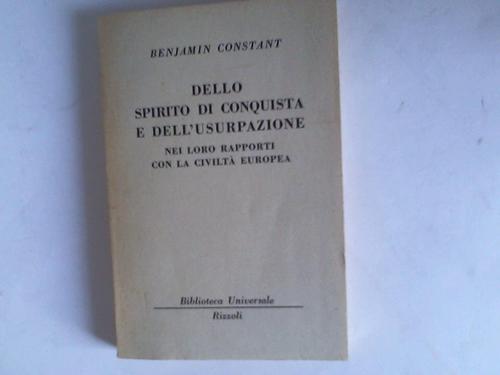 BENJAMIN CONSTANT
DELLO
SPIRITO DI CONQUISTA
E DELL'USURPAZIONE
NEI LORO RAPPORTI
CON LA CIVILTÀ EUROPEA
Biblioteca Universale
Rizzoli